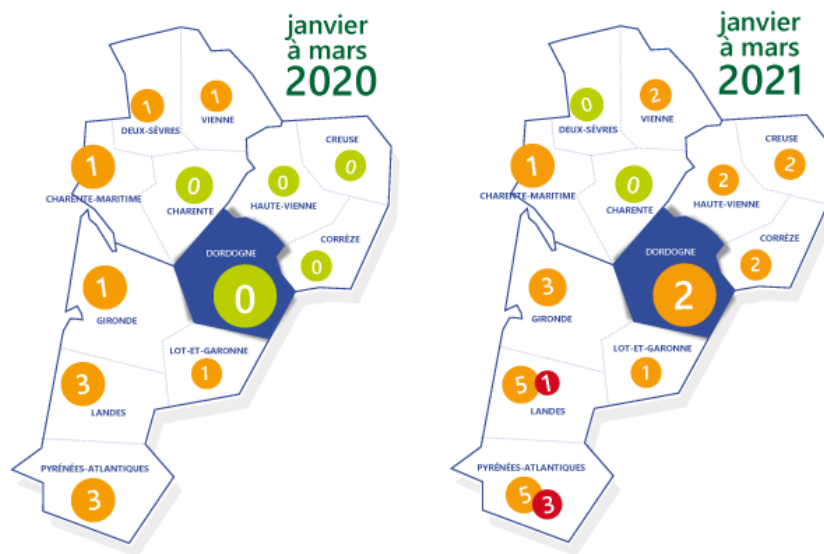 janvier
à mars
2020
1
DEUX-SÈVRES
1
VIENNE
1
CHARENTE-MARITIME
0
CHARENTE
0
HAUTE-VIENNE
CREUSE
0
CORRÈZE
0
DORDOGNE
0
1
GIRONDE
LOT-ET-GARONNE
1
3
LANDES
PYRÉNÉES-ATLANTIQUES
3
janvier
à mars
2021
0
DEUX-SÈVRES
2
VIENNE
1
CHARENTE-MARITIME
0
CHARENTE
2
HAUTE-VIENNE
CREUSE
2
CORRÈZE
2
DORDOGNE
2
3
GIRONDE
LOT-ET-GARONNE
1
5 1
LANDES
PYRÉNÉES-ATLANTIQUES
5 3